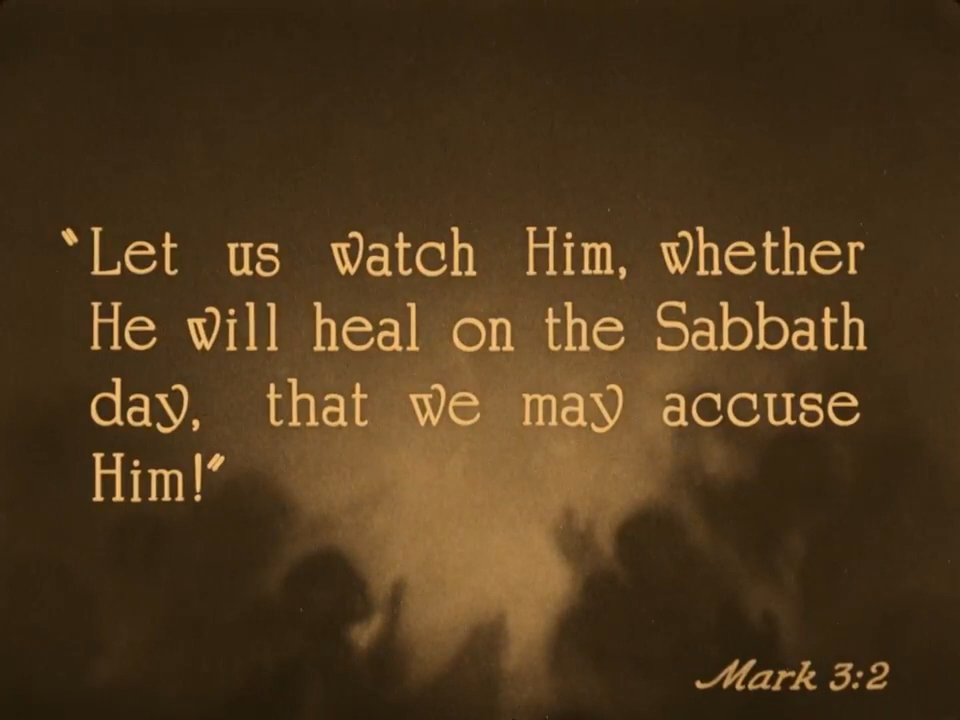 "Let us watch Him, whether
He will heal on the Sabbath
day, that we may accuse
Him!"
Mark 3:2